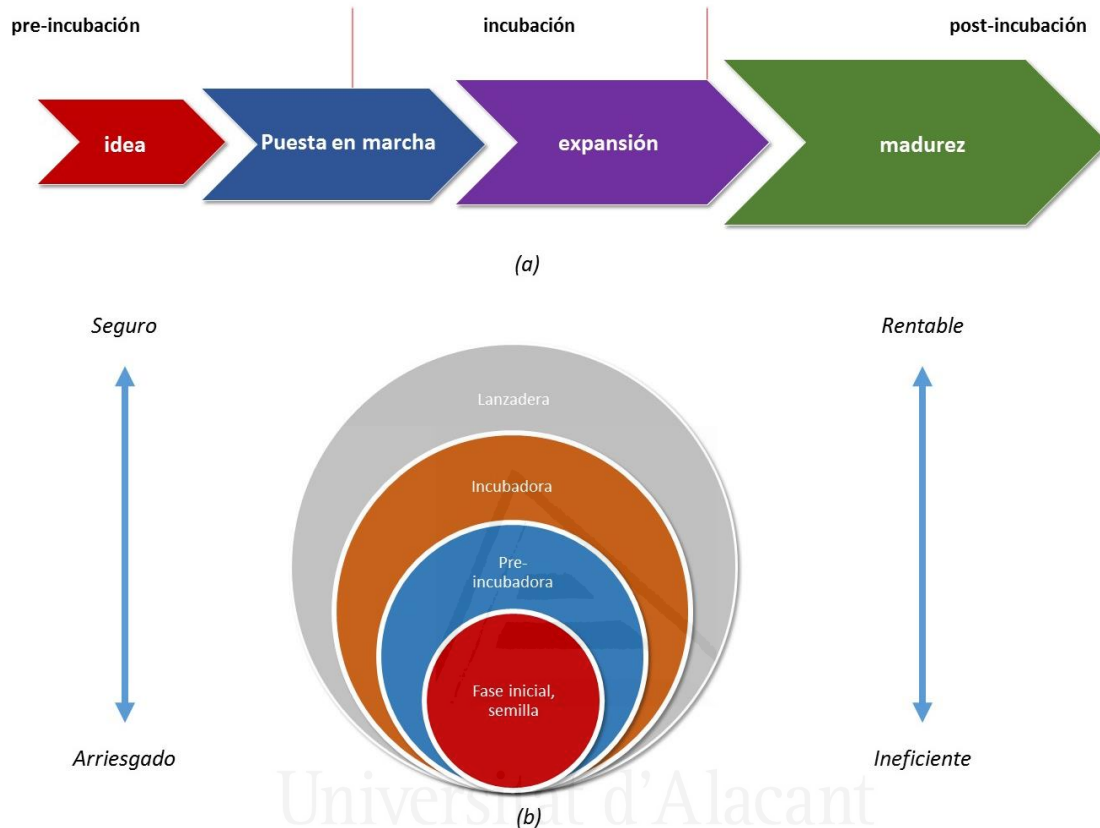 pre-incubación
incubación
post-incubación
idea
Puesta en marcha
expansión
madurez
(a)
Seguro
Rentable
Lanzadera
Incubadora
Pre-
incubadora
Fase inicial,
semilla
Arriesgado
Ineficiente
Universitat d'Alacant
(b)